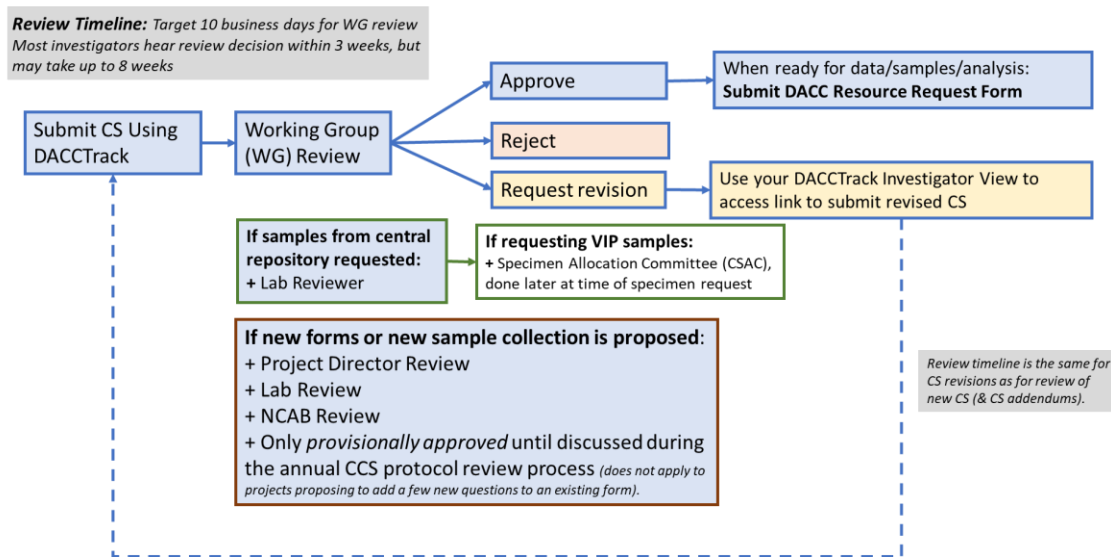 Review Timeline: Target 10 business days for WG review
Most investigators hear review decision within 3 weeks, but
may take up to 8 weeks
Submit CS Using
DACCTrack
Working Group
(WG) Review
Approve
When ready for data/samples/analysis:
Submit DACC Resource Request Form
Reject
Request revision
Use your DACCTrack Investigator View to
access link to submit revised CS
If samples from central
repository requested:
+ Lab Reviewer
If requesting VIP samples:
+ Specimen Allocation Committee (CSAC),
done later at time of specimen request
If new forms or new sample collection is proposed:
+ Project Director Review
+ Lab Review
+ NCAB Review
+ Only provisionally approved until discussed during
the annual CCS protocol review process (does not apply to
projects proposing to add a few new questions to an existing form).
Review timeline is the same for
CS revisions as for review of
new CS (& CS addendums).